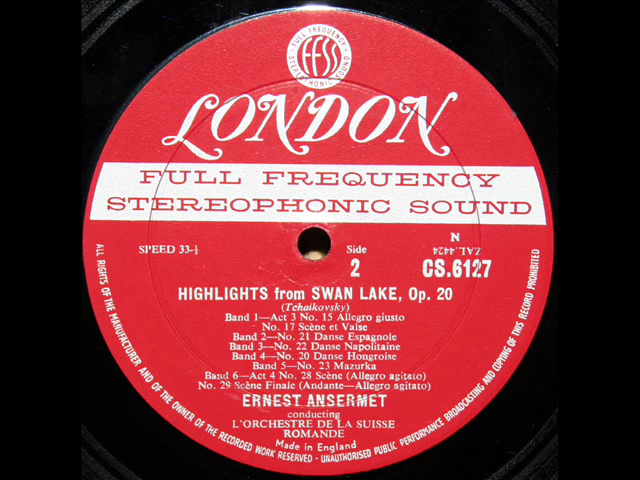 FULL FREQUENCY
STEREOPHONIC SOUND
FFSS
LONDON
FULL FREQUENCY
STEREOPHONIC SOUND
SPEED 33-⅓
Side
2
N
ZAL.4424
CS.6127
HIGHLIGHTS from SWAN LAKE, Op. 20
(Tchaikovsky)
Band 1—Act 3 No. 15 Allegro giusto
No. 17 Scène et Valse
Band 2—No. 21 Danse Espagnole
Band 3—No. 22 Danse Napolitaine
Band 4—No. 20 Danse Hongroise
Band 5—No. 23 Mazurka
Band 6—Act 4 No. 28 Scène (Allegro agitato)
No. 29 Scène Finale (Andante—Allegro agitato)
ERNEST ANSERMET
conducting
L'ORCHESTRE DE LA SUISSE
ROMANDE
Made in England
ALL RIGHTS OF THE MANUFACTURER AND OF THE OWNER OF THE RECORDED WORK RESERVED · UNAUTHORISED PUBLIC PERFORMANCE BROADCASTING AND COPYING OF THIS RECORD PROHIBITED